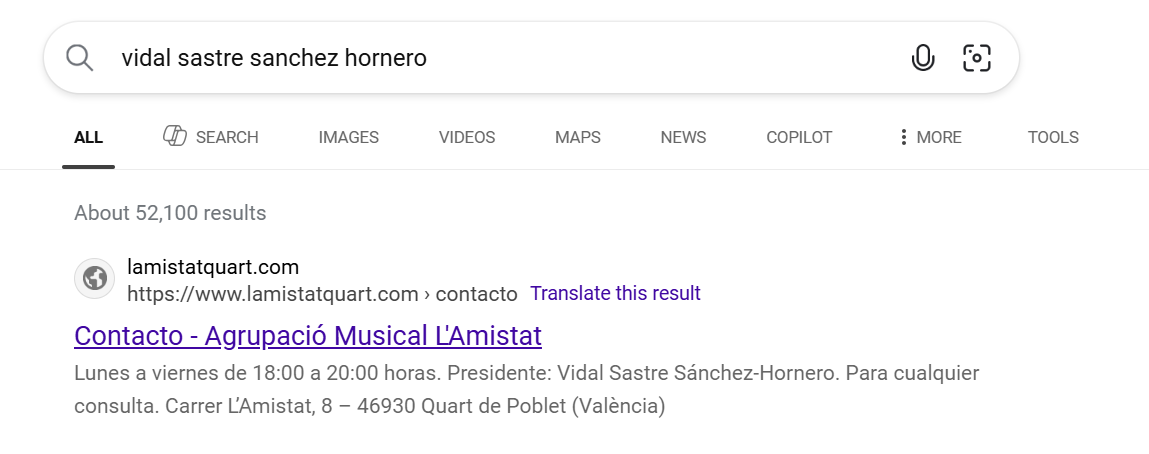 vidal sastre sanchez hornero
ALL SEARCH IMAGES VIDEOS MAPS NEWS COPILOT MORE TOOLS
About 52,100 results
lamistatquart.com
https://www.lamistatquart.com › contacto Translate this result
Contacto - Agrupació Musical L'Amistat
Lunes a viernes de 18:00 a 20:00 horas. Presidente: Vidal Sastre Sánchez-Hornero. Para cualquier
consulta. Carrer L’Amistat, 8 – 46930 Quart de Poblet (València)